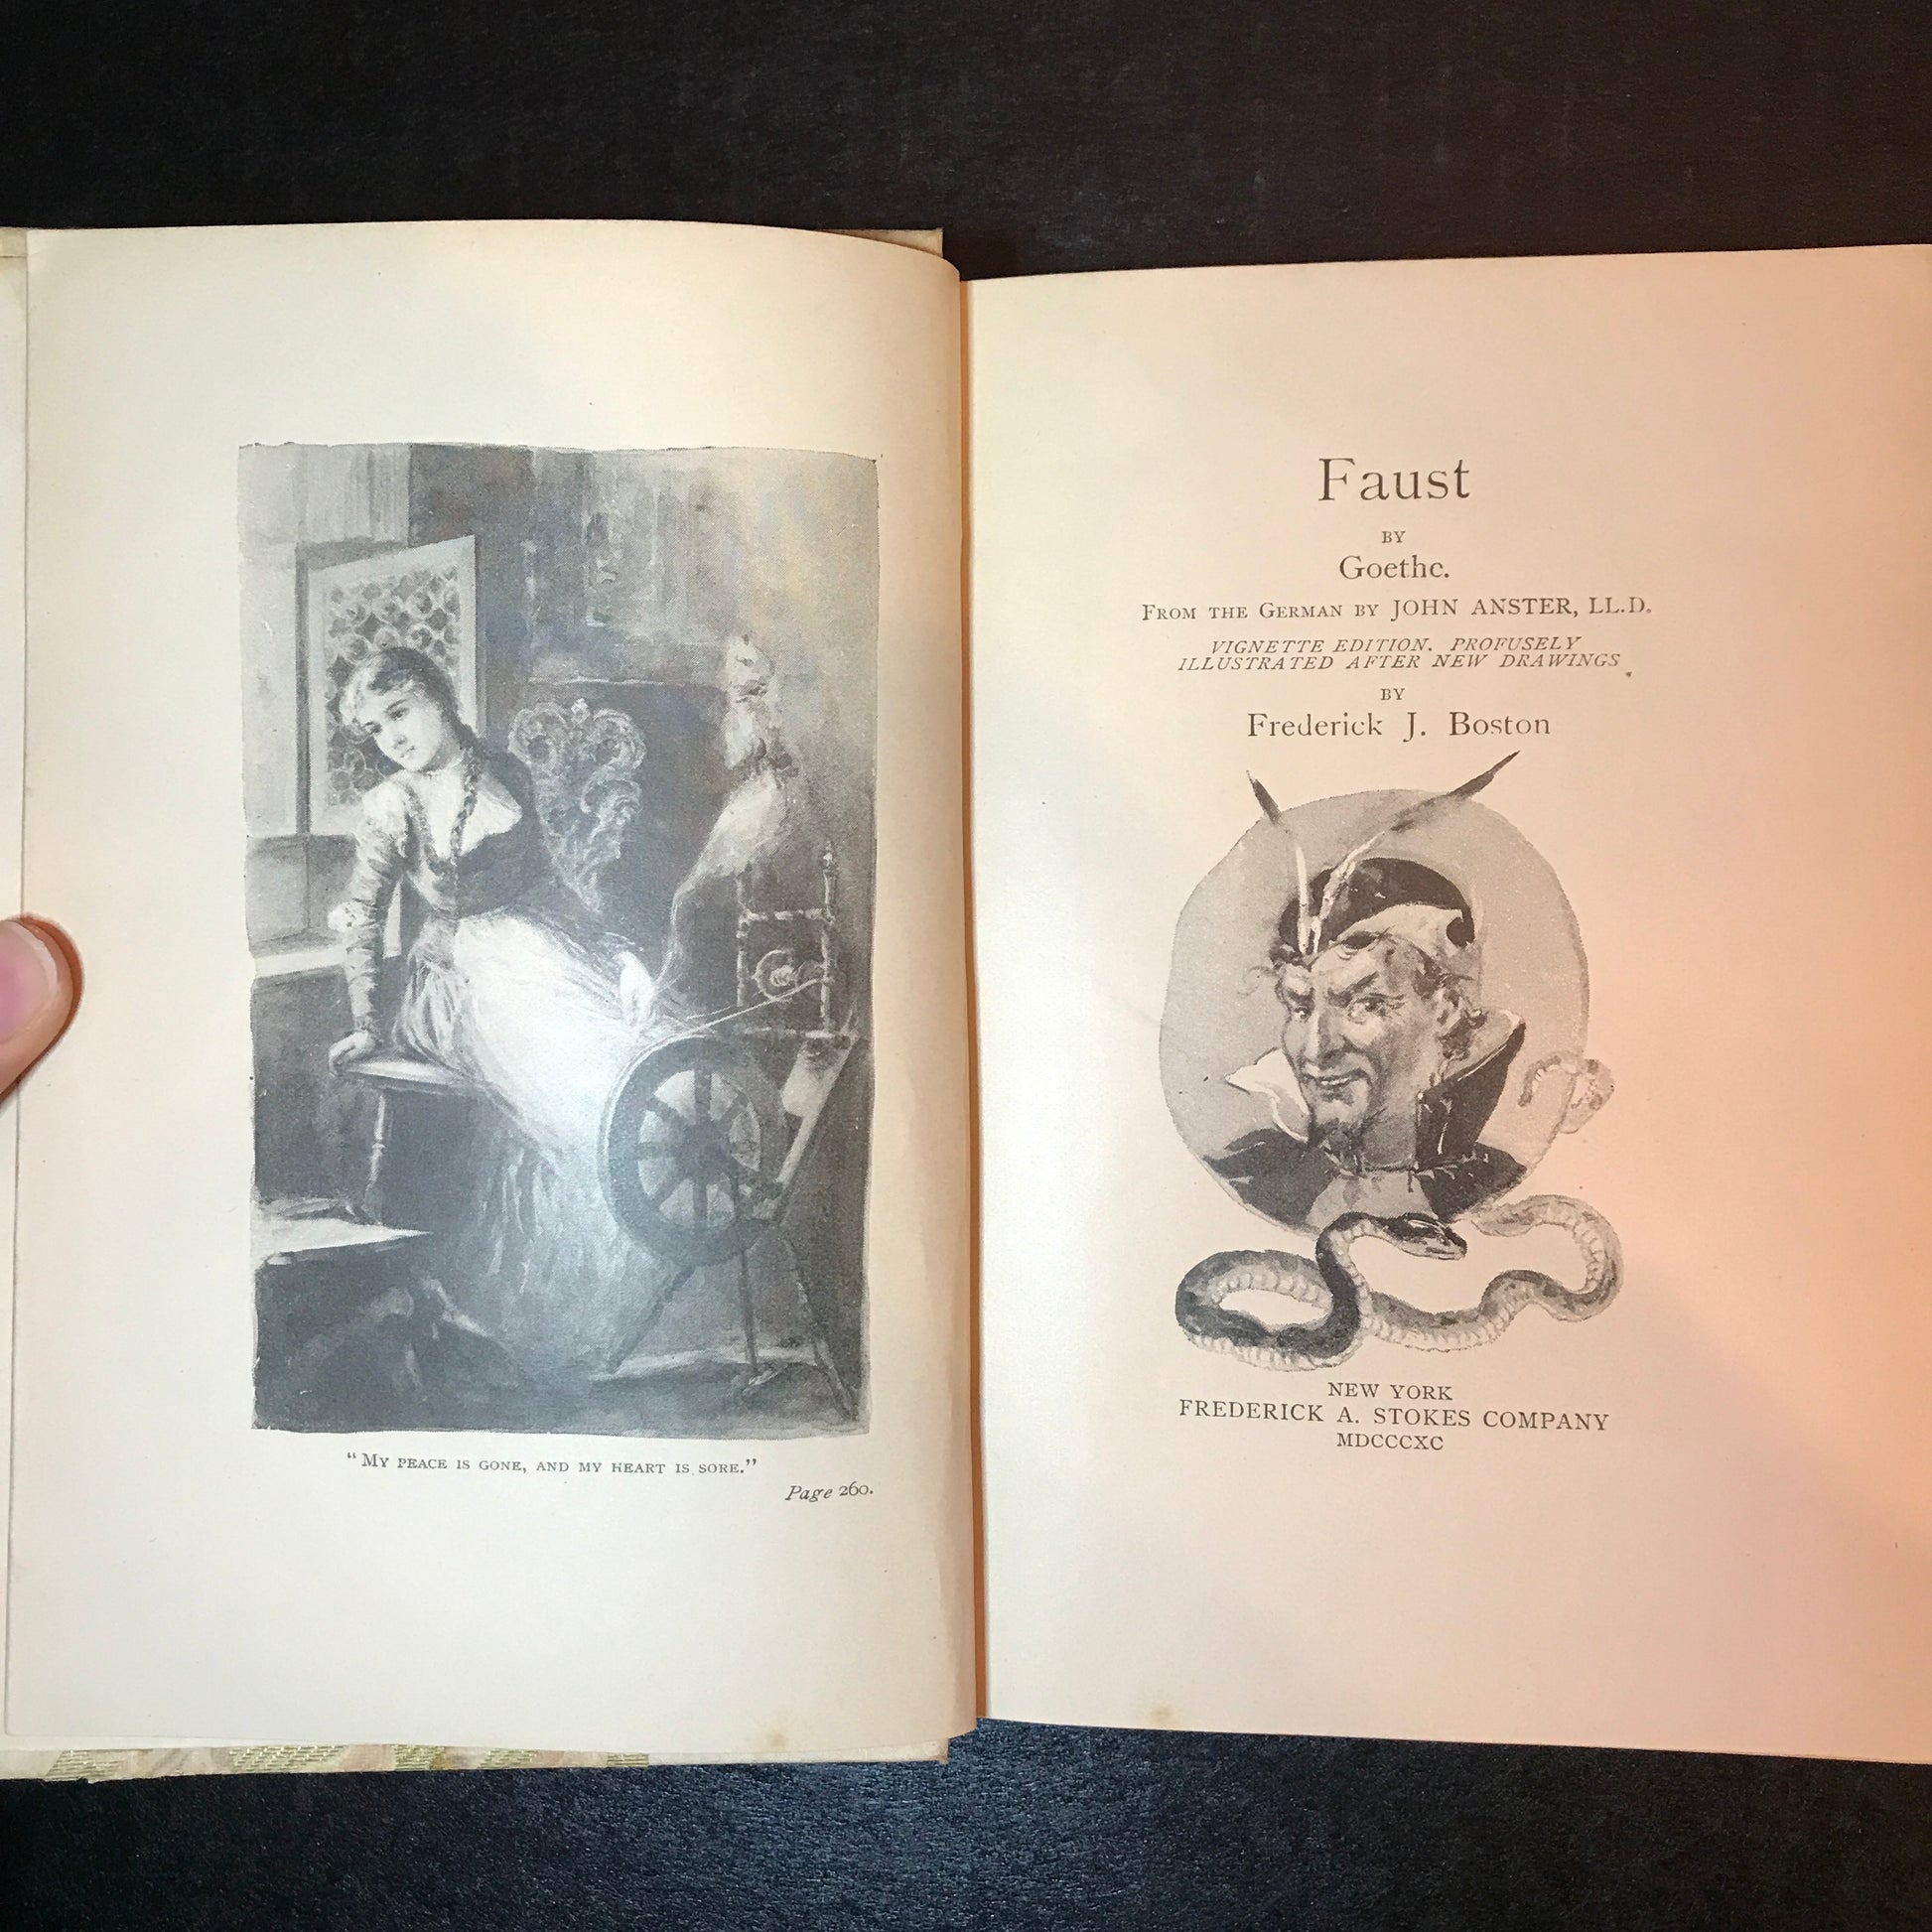 “My peace is gone, and my heart is sore.”
Page 260.
Faust
BY
Goethe.
From the German by JOHN ANSTER, LL.D.
VIGNETTE EDITION. PROFUSELY
ILLUSTRATED AFTER NEW DRAWINGS
BY
Frederick J. Boston
NEW YORK
FREDERICK A. STOKES COMPANY
MDCCCXC